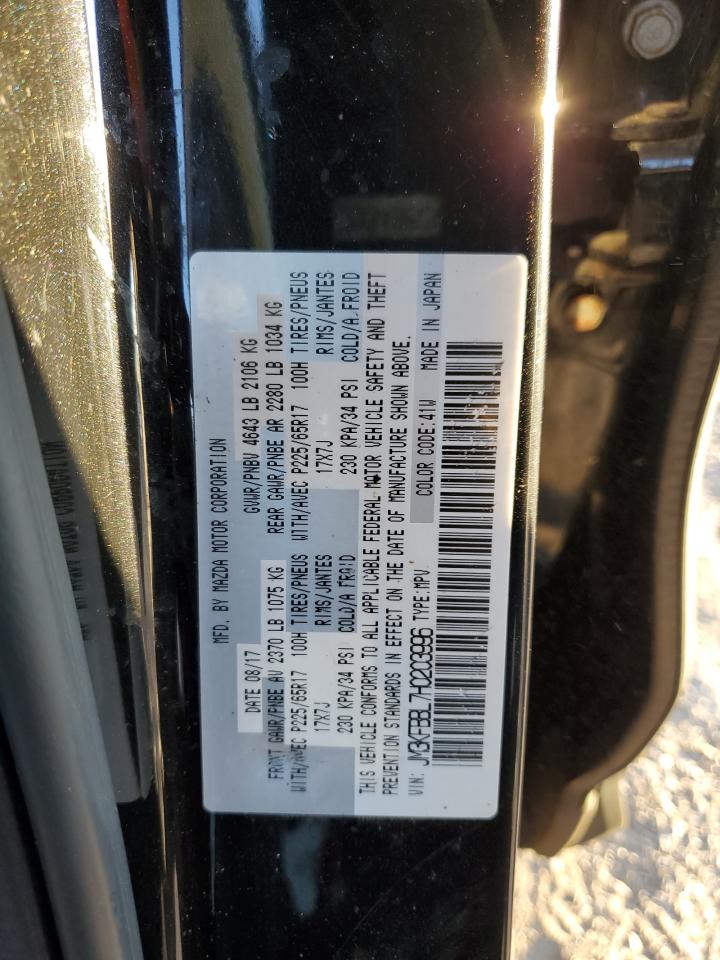 MFD. BY MAZDA MOTOR CORPORATION
DATE 08/17 GVWR/PNBV 4643 LB 2106 KG
FRONT GAWR/PNBE AV 2370 LB 1075 KG REAR GAWR/PNBE AR 2280 LB 1034 KG
WITH/AVEC P225/65R17 100H TIRES/PNEUS WITH/AVEC P225/65R17 100H TIRES/PNEUS
17X7J RIMS/JANTES 17X7J RIMS/JANTES
230 KPA/34 PSI COLD/A FROID 230 KPA/34 PSI COLD/A FROID
THIS VEHICLE CONFORMS TO ALL APPLICABLE FEDERAL MOTOR VEHICLE SAFETY AND THEFT
PREVENTION STANDARDS IN EFFECT ON THE DATE OF MANUFACTURE SHOWN ABOVE.
VIN: JM3KFBBL7H0203996 TYPE:MPV COLOR CODE:41W MADE IN JAPAN